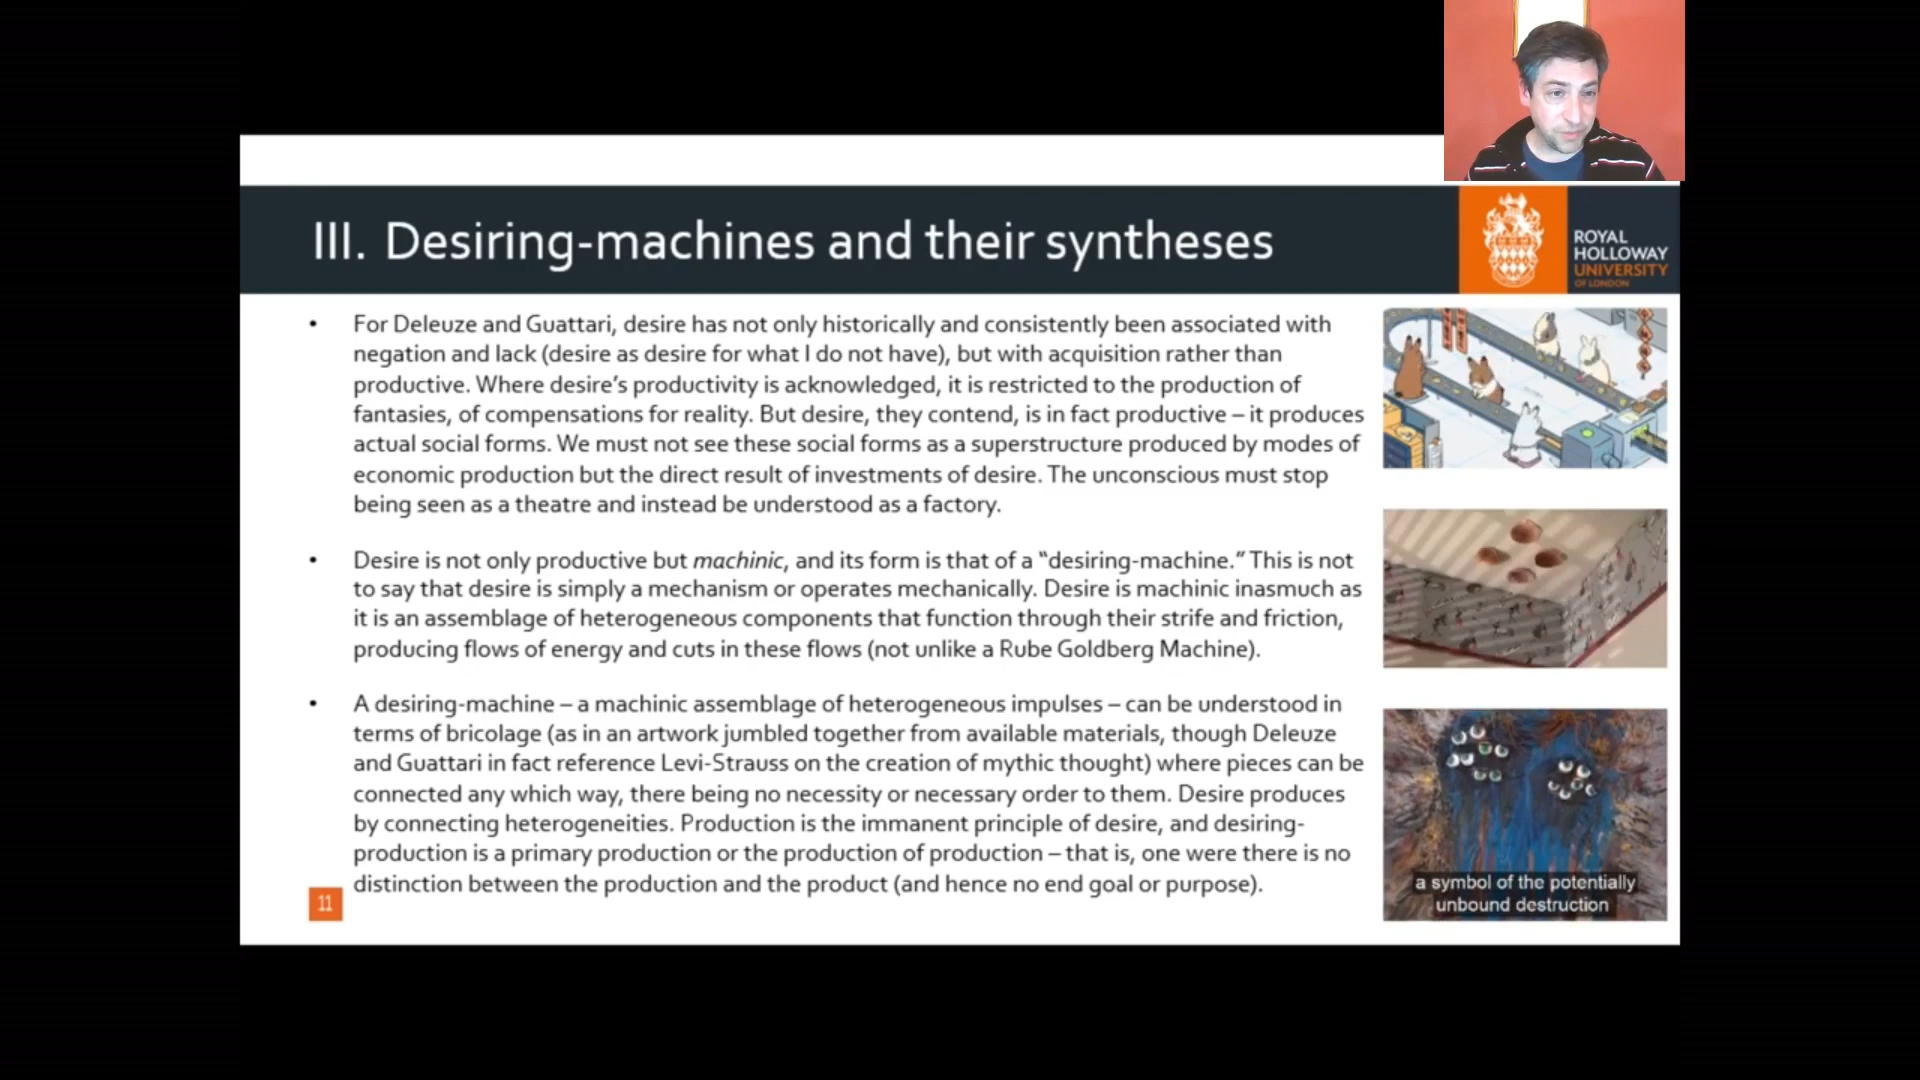 III. Desiring-machines and their syntheses
ROYAL
HOLLOWAY
UNIVERSITY
OF LONDON
• For Deleuze and Guattari, desire has not only historically and consistently been associated with
negation and lack (desire as desire for what I do not have), but with acquisition rather than
productive. Where desire's productivity is acknowledged, it is restricted to the production of
fantasies, of compensations for reality. But desire, they contend, is in fact productive – it produces
actual social forms. We must not see these social forms as a superstructure produced by modes of
economic production but the direct result of investments of desire. The unconscious must stop
being seen as a theatre and instead be understood as a factory.
• Desire is not only productive but machinic, and its form is that of a “desiring-machine.” This is not
to say that desire is simply a mechanism or operates mechanically. Desire is machinic inasmuch as
it is an assemblage of heterogeneous components that function through their strife and friction,
producing flows of energy and cuts in these flows (not unlike a Rube Goldberg Machine).
• A desiring-machine – a machinic assemblage of heterogeneous impulses – can be understood in
terms of bricolage (as in an artwork jumbled together from available materials, though Deleuze
and Guattari in fact reference Levi-Strauss on the creation of mythic thought) where pieces can be
connected any which way, there being no necessity or necessary order to them. Desire produces
by connecting heterogeneities. Production is the immanent principle of desire, and desiring-
production is a primary production or the production of production – that is, one were there is no
distinction between the production and the product (and hence no end goal or purpose).
a symbol of the potentially
unbound destruction
11